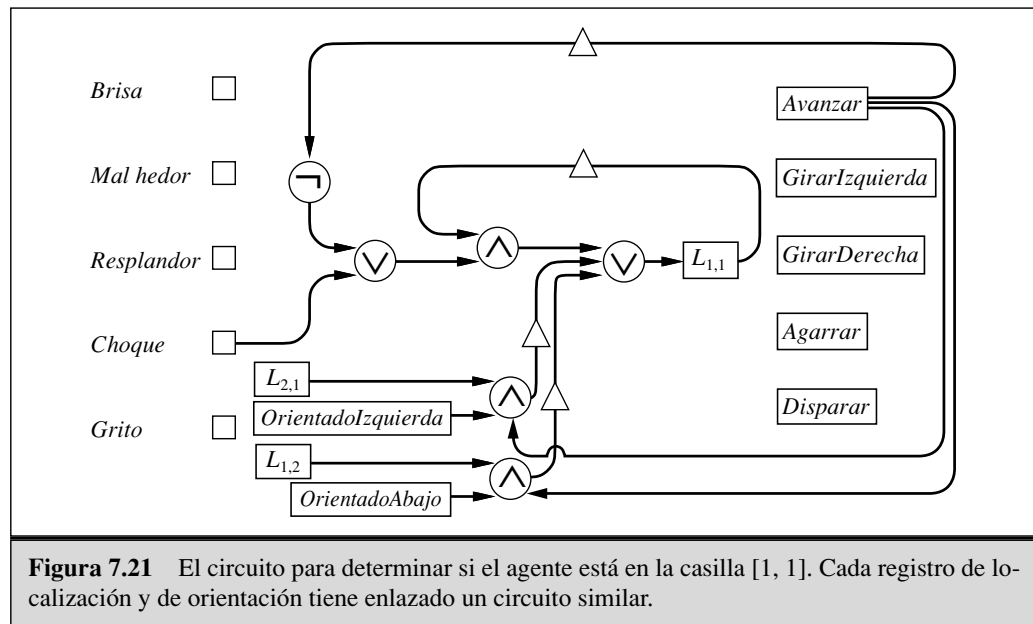 Brisa
Mal hedor
Resplandor
Choque
Grito
¬
∨
∧
∨
L1,1
L2,1
OrientadoIzquierda
∧
L1,2
OrientadoAbajo
∧
Avanzar
GirarIzquierda
GirarDerecha
Agarrar
Disparar
Figura 7.21 El circuito para determinar si el agente está en la casilla [1, 1]. Cada registro de lo-
calización y de orientación tiene enlazado un circuito similar.